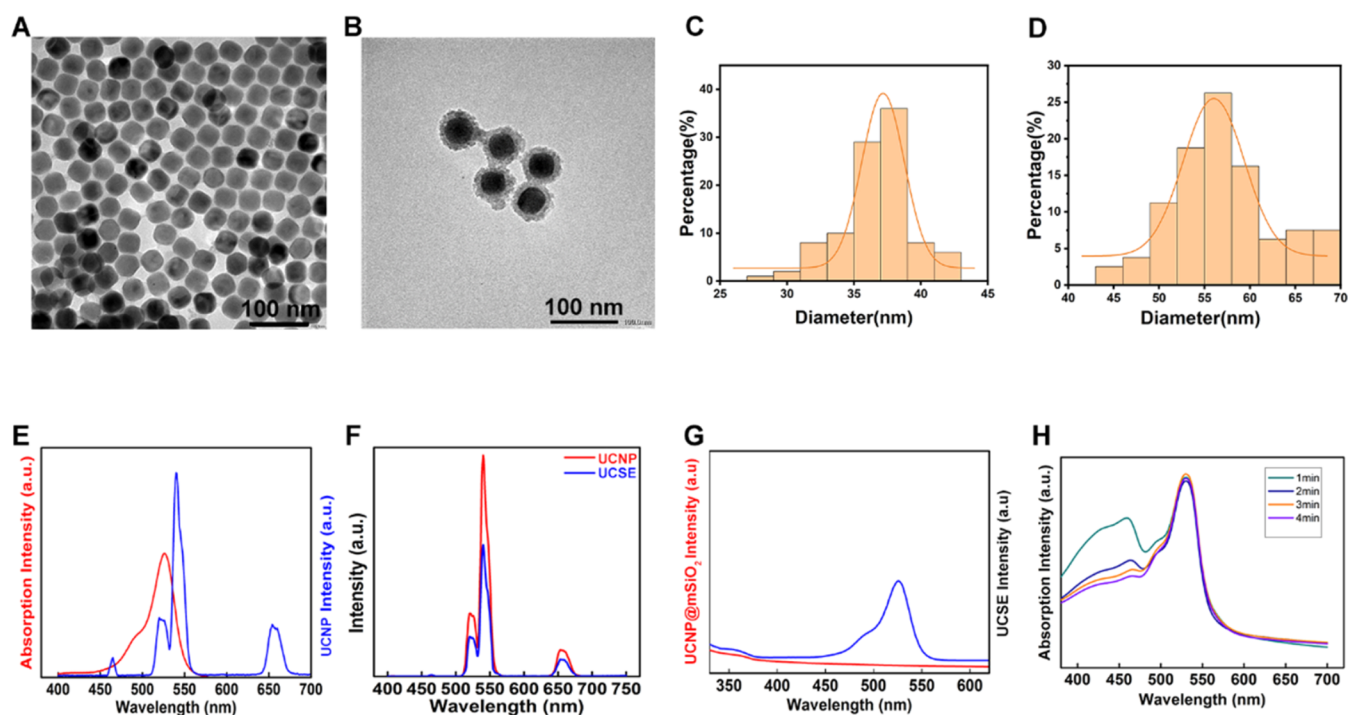 A
100 nm
B
100 nm
C
Percentage(%)
40
30
20
10
0
25
30
35
40
45
Diameter(nm)
D
Percentage(%)
30
25
20
15
10
5
0
40
45
50
55
60
65
70
Diameter(nm)
E
Absorption Intensity (a.u.)
400
450
500
550
600
650
700
Wavelength (nm)
UCNP Intensity (a.u.)
F
Intensity (a.u.)
UCNP
UCSE
400
450
500
550
600
650
700
750
Wavelength (nm)
G
UCNP@mSiO2 Intensity (a.u)
350
400
450
500
550
600
Wavelength (nm)
UCSE Intensity (a.u)
H
Absorption Intensity (a.u.)
1min
2min
3min
4min
400
450
500
550
600
650
700
Wavelength (nm)